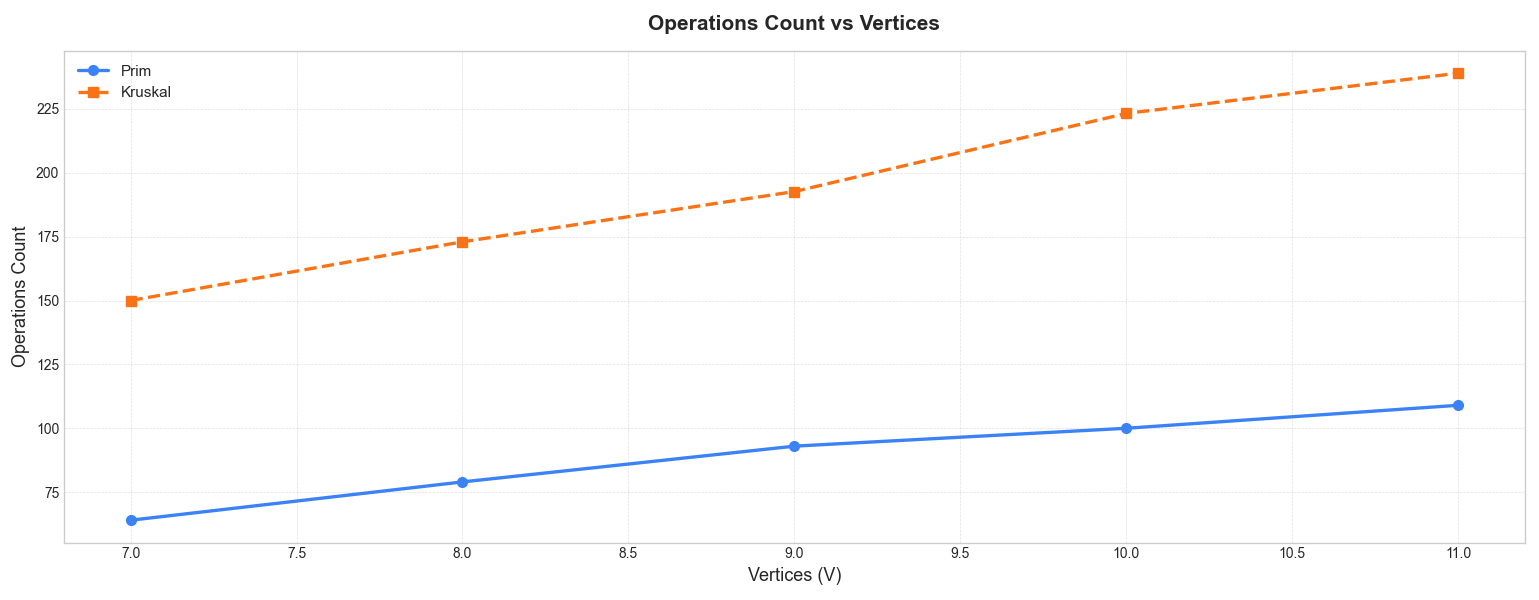 Operations Count vs Vertices
Prim
Kruskal
225
200
175
150
125
100
75
Operations Count
7.0 7.5 8.0 8.5 9.0 9.5 10.0 10.5 11.0
Vertices (V)